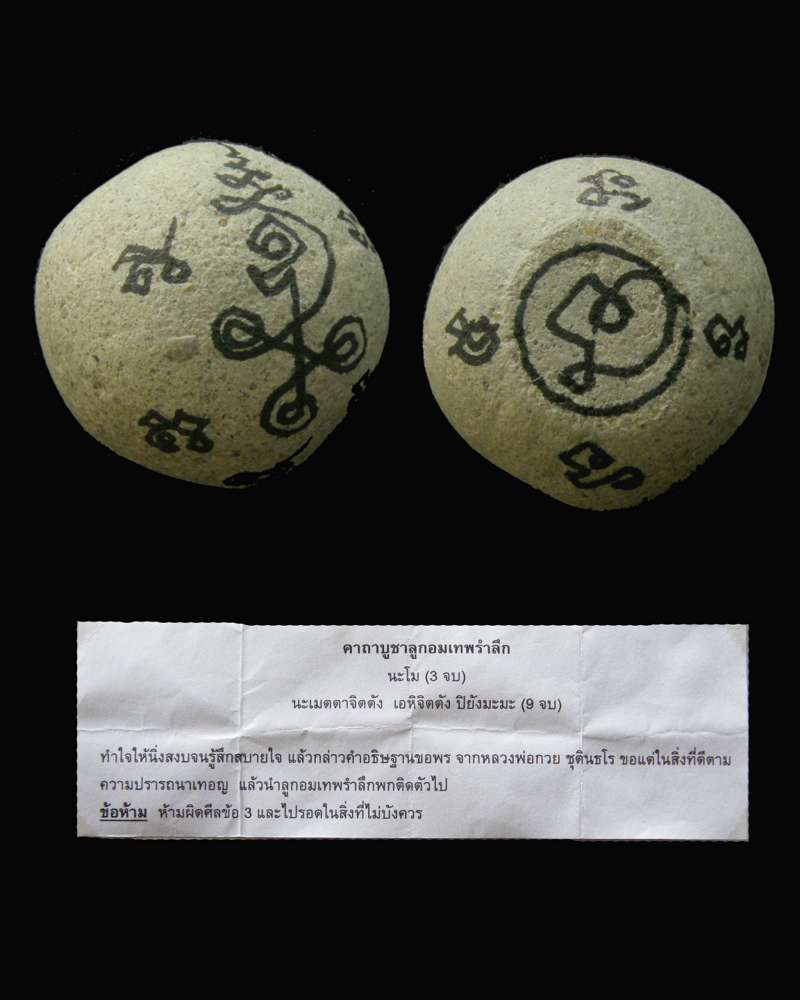 คาถาบูชาลูกอมเทพรำลึก
นะโม (3 จบ)
นะเมตตาจิตตัง เอหิจิตตัง ปิยังมะมะ (9 จบ)
ทำใจให้นิ่งสงบจนรู้สึกสบายใจ แล้วกล่าวคำอธิษฐานขอพร จากหลวงพ่อกวย ชุตินธโร ขอแต่ในสิ่งที่ดีตาม
ความปรารถนาเทอญ แล้วนำลูกอมเทพรำลึกพกติดตัวไป
ข้อห้าม ห้ามผิดศีลข้อ 3 และไปรอดในสิ่งที่ไม่บังควร